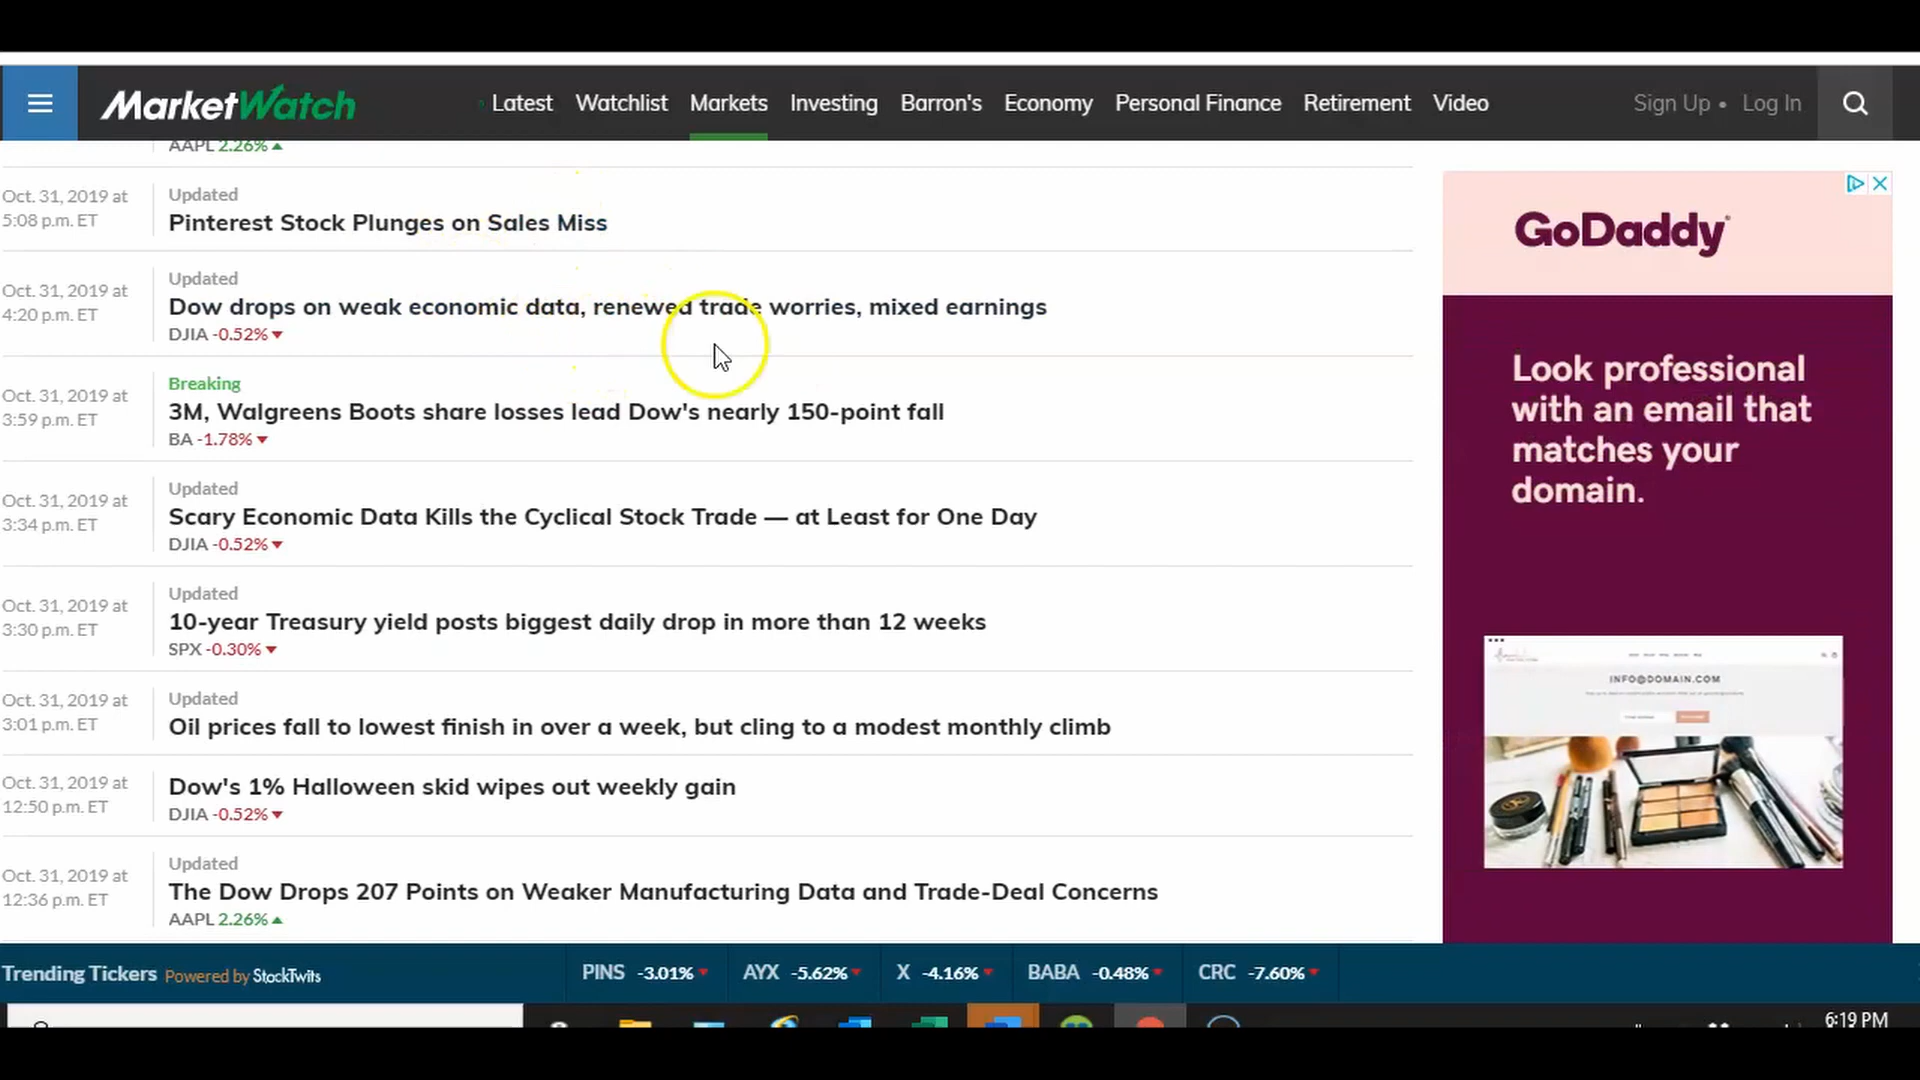 MarketWatch
Latest Watchlist Markets Investing Barron's Economy Personal Finance Retirement Video Sign Up • Log In
AAPL 2.26%
Oct. 31, 2019 at
5:08 p.m. ET
Updated
Pinterest Stock Plunges on Sales Miss
Oct. 31, 2019 at
4:20 p.m. ET
Updated
Dow drops on weak economic data, renewed trade worries, mixed earnings
DJIA -0.52%
Oct. 31, 2019 at
3:59 p.m. ET
Breaking
3M, Walgreens Boots share losses lead Dow's nearly 150-point fall
BA -1.78%
Oct. 31, 2019 at
3:34 p.m. ET
Updated
Scary Economic Data Kills the Cyclical Stock Trade — at Least for One Day
DJIA -0.52%
Oct. 31, 2019 at
3:30 p.m. ET
Updated
10-year Treasury yield posts biggest daily drop in more than 12 weeks
SPX -0.30%
Oct. 31, 2019 at
3:01 p.m. ET
Updated
Oil prices fall to lowest finish in over a week, but cling to a modest monthly climb
Oct. 31, 2019 at
12:50 p.m. ET
Dow's 1% Halloween skid wipes out weekly gain
DJIA -0.52%
Oct. 31, 2019 at
12:36 p.m. ET
Updated
The Dow Drops 207 Points on Weaker Manufacturing Data and Trade-Deal Concerns
AAPL 2.26%
GoDaddy
Look professional
with an email that
matches your
domain.
INFO@DOMAIN.COM
Trending Tickers Powered by StockTwits
PINS -3.01% AYX -5.62% X -4.16% BABA -0.48% CRC -7.60%
6:19 PM